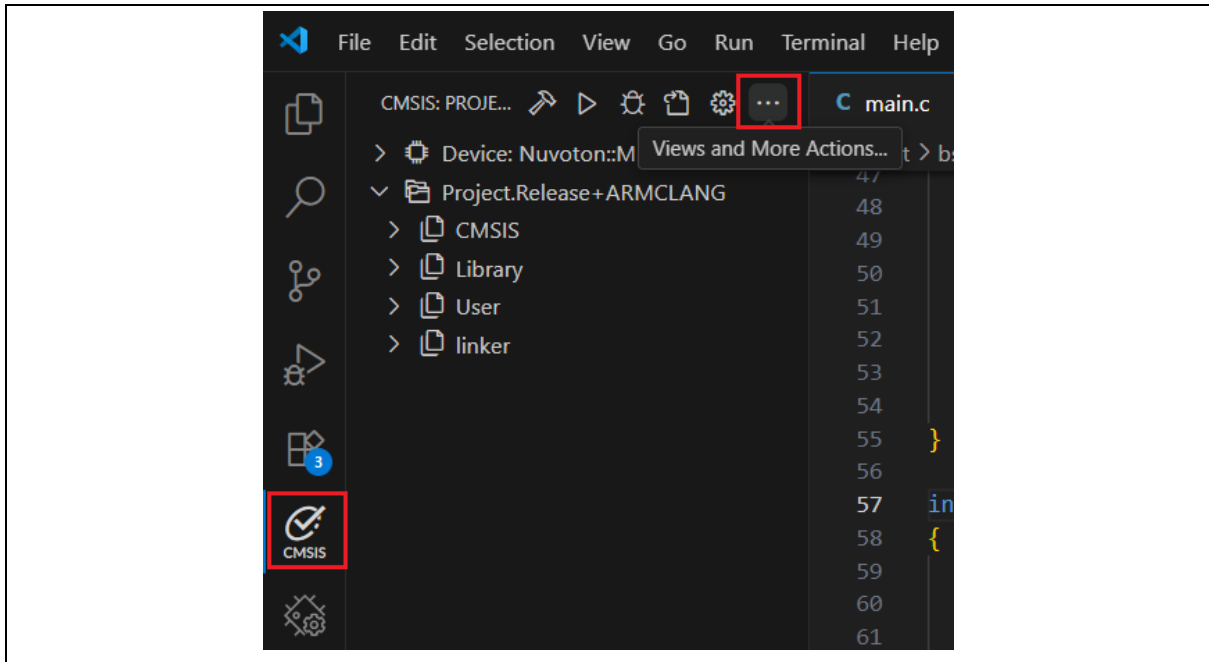 File Edit Selection View Go Run Terminal Help
CMSIS: PROJE... ... C main.c
Device: Nuvoton::M Views and More Actions... t > b
47
Project.Release+ARMCLANG
48
CMSIS
49
Library
50
User
51
linker
52
53
54
55 }
3
56
57 in
CMSIS
58 {
59
60
61